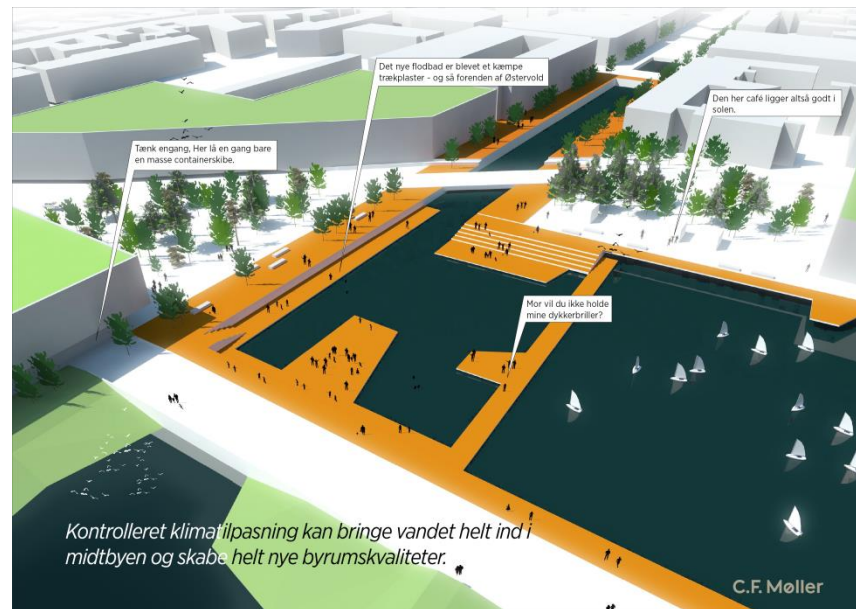 Det nye flodbad er blevet et kæmpe
trækplaster - og så forenden af Østervold
Den her café ligger altså godt i
solen.
Tænk engang, Her lå en gang bare
en masse containerskibe.
Mor vil du ikke holde
mine dykkerbriller?
Kontrolleret klimatilpasning kan bringe vandet helt ind i
midtbyen og skabe helt nye byrumskvaliteter.
C.F. Møller